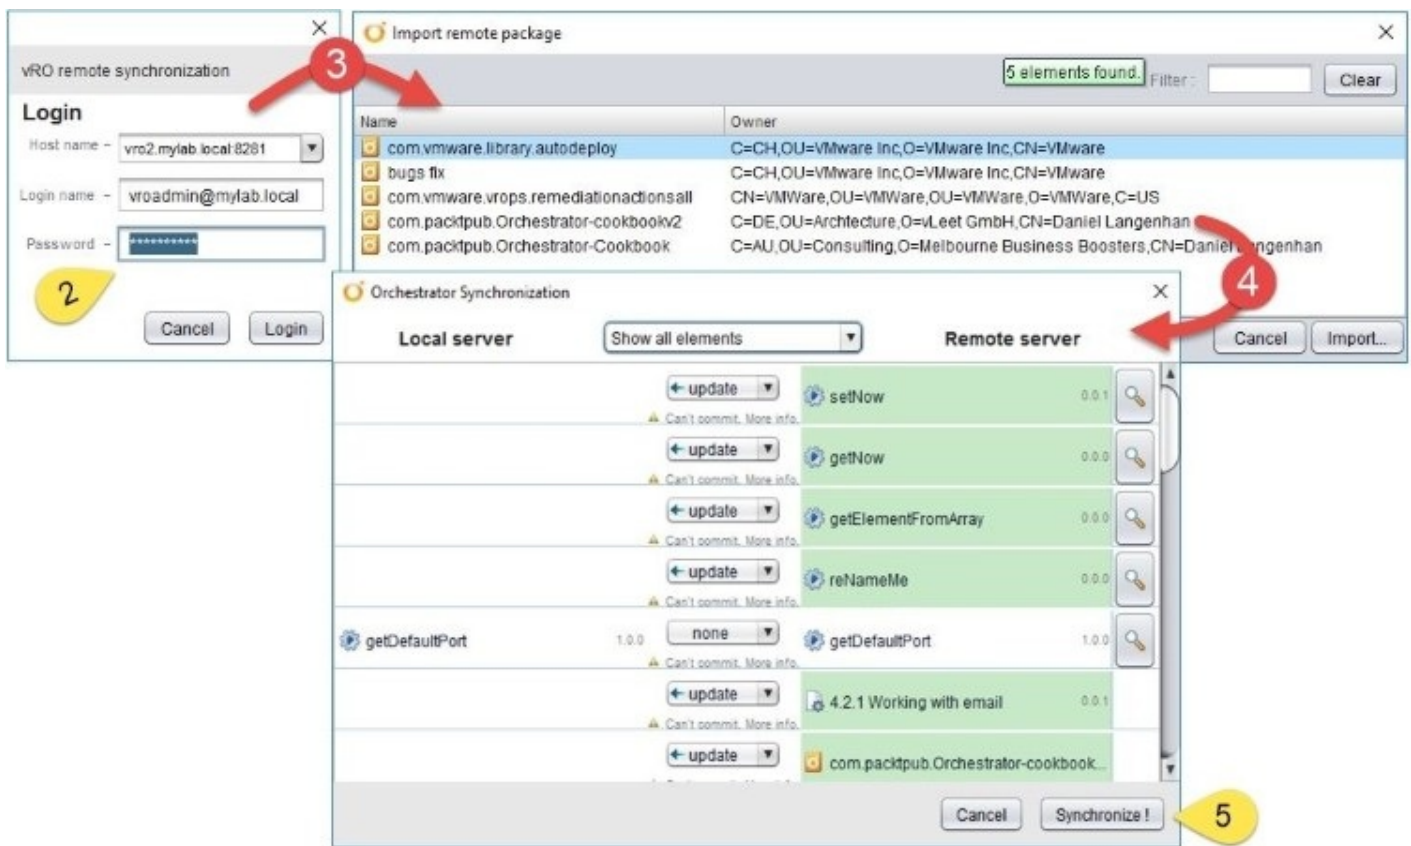 vRO remote synchronization
Login
Host name - vro2.mylab.local:8281
Login name - vroadmin@mylab.local
Password - **********
2
Cancel Login
3
Import remote package
5 elements found. Filter : Clear
Name Owner
com.vmware.library.autodeploy C=CH,OU=VMware Inc,O=VMware Inc,CN=VMware
bugs fix C=CH,OU=VMware Inc,O=VMware Inc,CN=VMware
com.vmware.vrops.remediationactionsall CN=VMWare,OU=VMWare,OU=VMWare,O=VMWare,C=US
com.packtpub.Orchestrator-cookbookv2 C=DE,OU=Archtecture,O=vLeet GmbH,CN=Daniel Langenhan
com.packtpub.Orchestrator-Cookbook C=AU,OU=Consulting,O=Melbourne Business Boosters,CN=Daniel Langenhan
4
Cancel Import...
Orchestrator Synchronization
Local server Show all elements Remote server
update setNow 0.0.1
Can't commit. More info.
update getNow 0.0.0
Can't commit. More info.
update getElementFromArray 0.0.0
Can't commit. More info.
update reNameMe 0.0.0
Can't commit. More info.
getDefaultPort 1.0.0 none getDefaultPort 1.0.0
Can't commit. More info.
update 4.2.1 Working with email 0.0.1
Can't commit. More info.
update com.packtpub.Orchestrator-cookbook...
Cancel Synchronize !
5